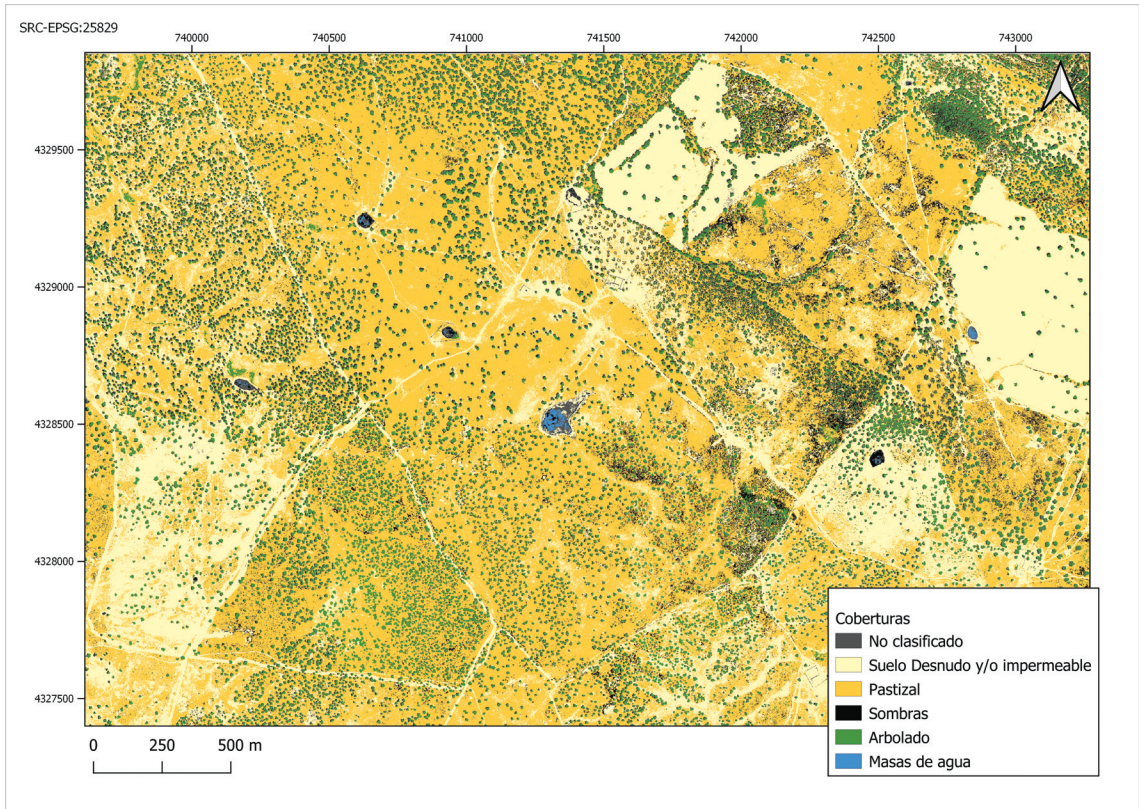 SRC-EPSG:25829
740000 740500 741000 741500 742000 742500 743000
4329500
4329000
4328500
4328000
4327500
Coberturas
No clasificado
Suelo Desnudo y/o impermeable
Pastizal
Sombras
Arbolado
Masas de agua
0 250 500 m